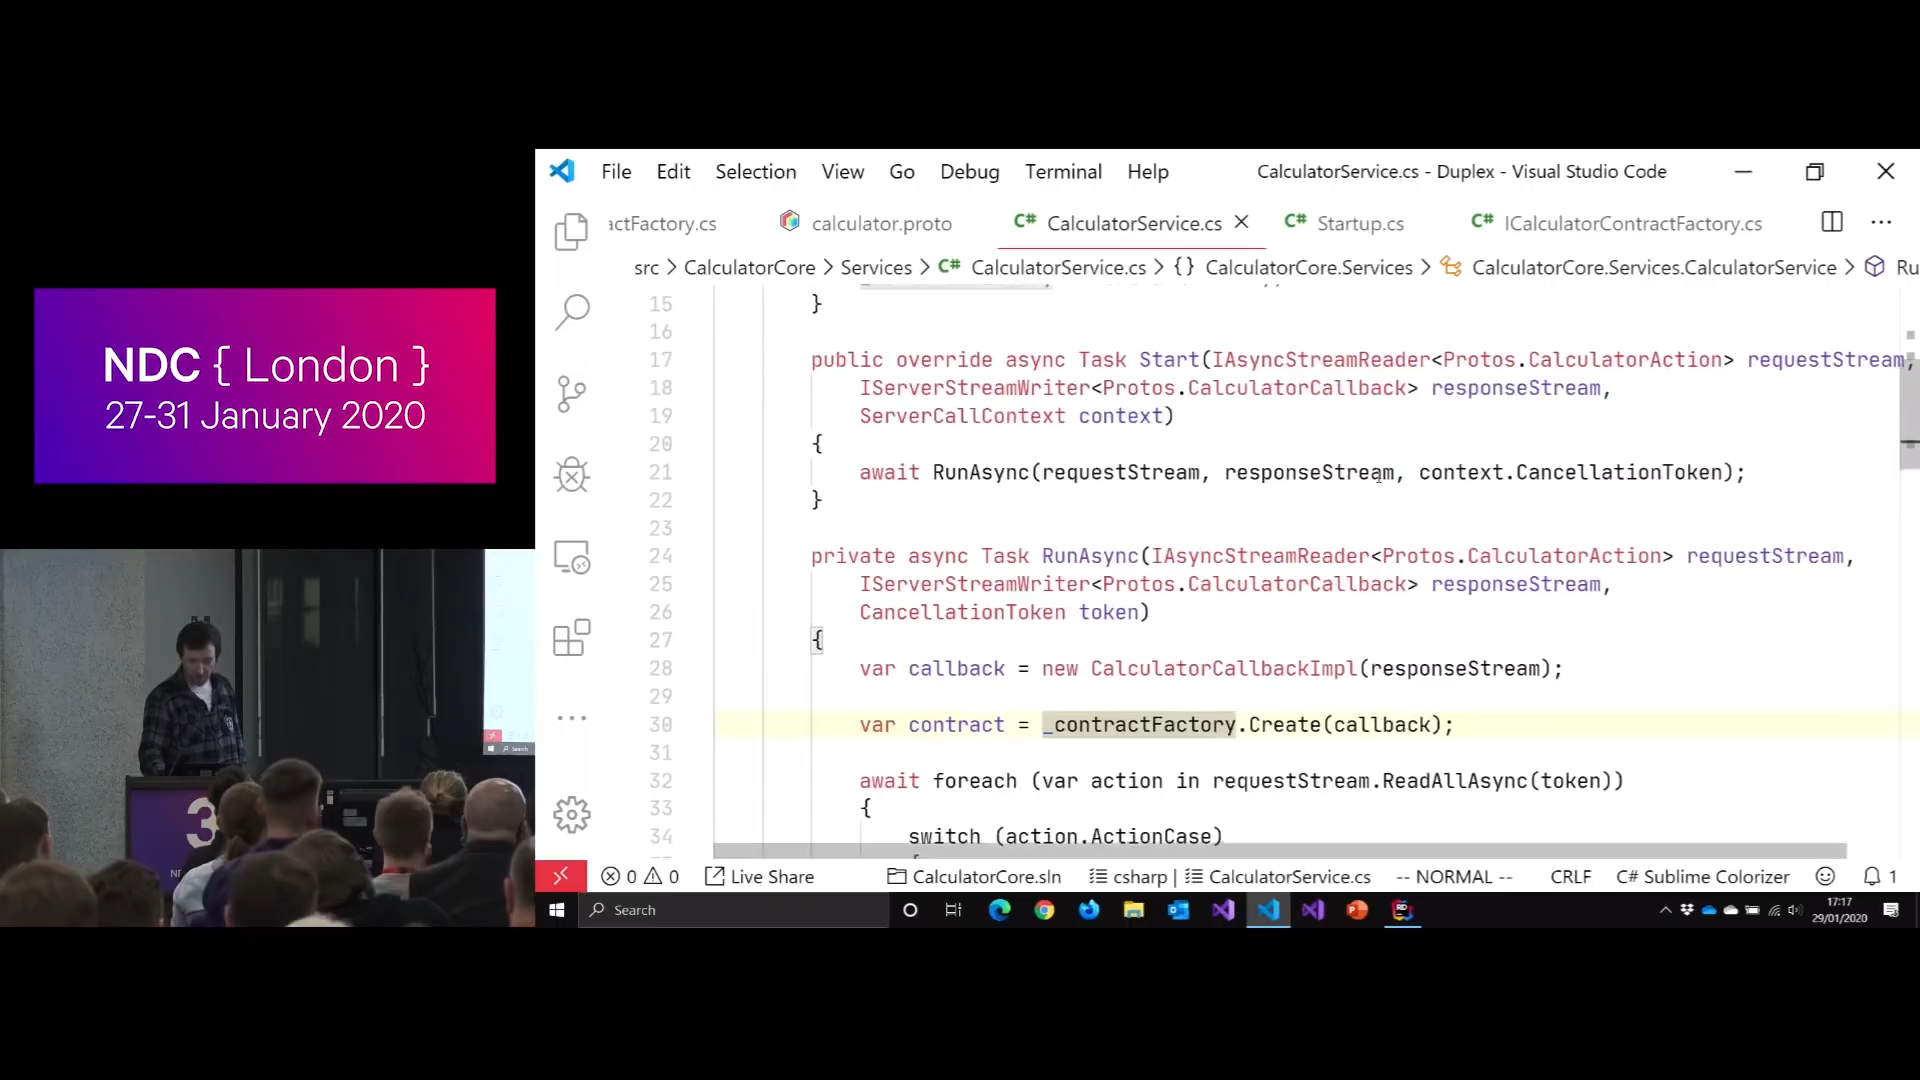 NDC { London }
27-31 January 2020
3
File Edit Selection View Go Debug Terminal Help
CalculatorService.cs - Duplex - Visual Studio Code
actFactory.cs calculator.proto CalculatorService.cs Startup.cs ICalculatorContractFactory.cs
src > CalculatorCore > Services > C# CalculatorService.cs > {} CalculatorCore.Services > CalculatorCore.Services.CalculatorService > Ru
15 }
16
17 public override async Task Start(IAsyncStreamReader<Protos.CalculatorAction> requestStream,
18 IServerStreamWriter<Protos.CalculatorCallback> responseStream,
19 ServerCallContext context)
20 {
21 await RunAsync(requestStream, responseStream, context.CancellationToken);
22 }
23
24 private async Task RunAsync(IAsyncStreamReader<Protos.CalculatorAction> requestStream,
25 IServerStreamWriter<Protos.CalculatorCallback> responseStream,
26 CancellationToken token)
27 {
28 var callback = new CalculatorCallbackImpl(responseStream);
29
30 var contract = _contractFactory.Create(callback);
31
32 await foreach (var action in requestStream.ReadAllAsync(token))
33 {
34 switch (action.ActionCase)
0 0 Live Share CalculatorCore.sln csharp | CalculatorService.cs -- NORMAL -- CRLF C# Sublime Colorizer 1
Search
17:17
29/01/2020